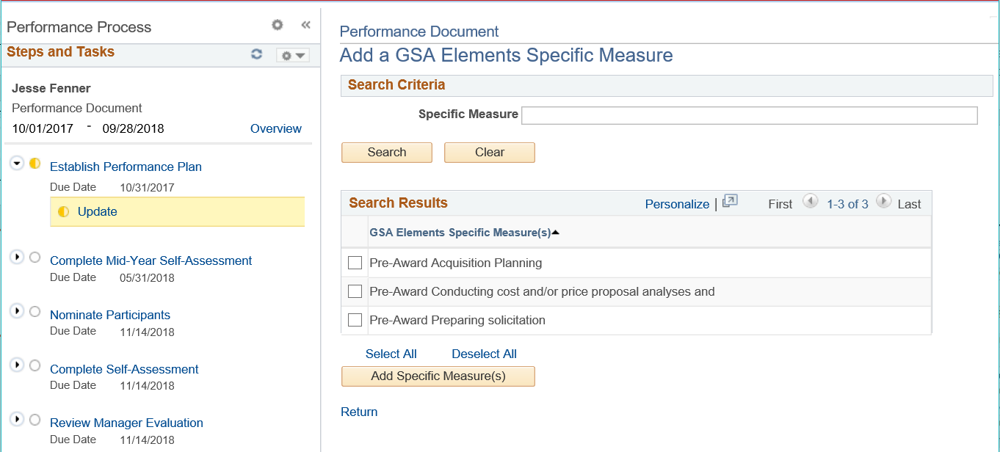 Performance Process
Steps and Tasks
Jesse Fenner
Performance Document
10/01/2017 - 09/28/2018 Overview
Establish Performance Plan
Due Date 10/31/2017
Update
Complete Mid-Year Self-Assessment
Due Date 05/31/2018
Nominate Participants
Due Date 11/14/2018
Complete Self-Assessment
Due Date 11/14/2018
Review Manager Evaluation
Due Date 11/14/2018
Performance Document
Add a GSA Elements Specific Measure
Search Criteria
Specific Measure
Search Clear
Search Results Personalize | First 1-3 of 3 Last
GSA Elements Specific Measure(s)
Pre-Award Acquisition Planning
Pre-Award Conducting cost and/or price proposal analyses and
Pre-Award Preparing solicitation
Select All Deselect All
Add Specific Measure(s)
Return